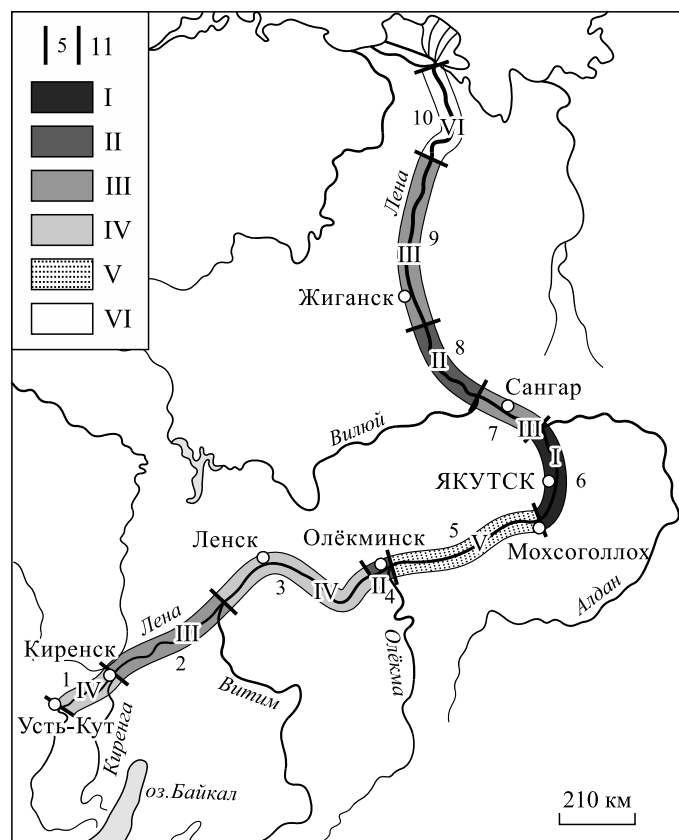 5 11
I
II
III
IV
V
VI
10
VI
Лена
9
III
Жиганск
8
II
Сангар
7
III
Вилюй
I
ЯКУТСК
6
5
V
Мохсоголлох
Ленск
Олёкминск
3
IV
II
4
Алдан
Лена
III
2
Киренск
1
IV
Витим
Олёкма
Усть-Кут
Киренга
оз.Байкал
210 км